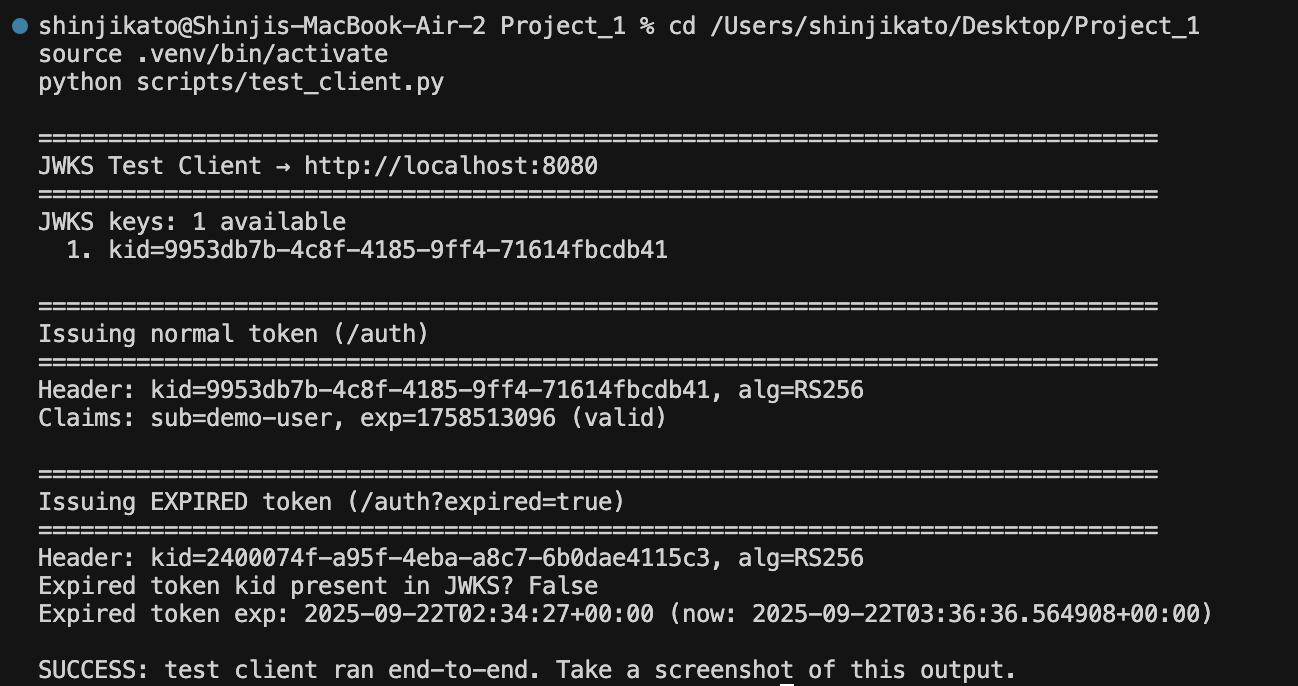 shinjikato@Shinjis-MacBook-Air-2 Project_1 % cd /Users/shinjikato/Desktop/Project_1
source .venv/bin/activate
python scripts/test_client.py
================================================================================
JWKS Test Client → http://localhost:8080
================================================================================
JWKS keys: 1 available
  1. kid=9953db7b-4c8f-4185-9ff4-71614fbcdb41
================================================================================
Issuing normal token (/auth)
================================================================================
Header: kid=9953db7b-4c8f-4185-9ff4-71614fbcdb41, alg=RS256
Claims: sub=demo-user, exp=1758513096 (valid)
================================================================================
Issuing EXPIRED token (/auth?expired=true)
================================================================================
Header: kid=2400074f-a95f-4eba-a8c7-6b0dae4115c3, alg=RS256
Expired token kid present in JWKS? False
Expired token exp: 2025-09-22T02:34:27+00:00 (now: 2025-09-22T03:36:36.564908+00:00)
SUCCESS: test client ran end-to-end. Take a screenshot of this output.